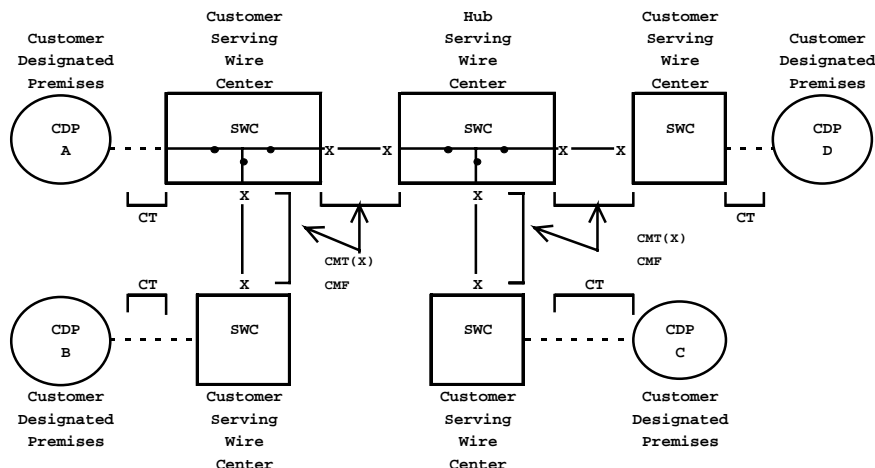 Customer
Serving
Wire
Center
Hub
Serving
Wire
Center
Customer
Serving
Wire
Center
Customer
Designated
Premises
Customer
Designated
Premises
CDP
A
SWC
X
X
SWC
X
X
SWC
CDP
D
CT
X
X
CT
CMT(X)
CMF
CMT(X)
CMF
X
X
CT
CT
CDP
B
SWC
SWC
CDP
C
Customer
Designated
Premises
Customer
Serving
Wire
Center
Customer
Serving
Wire
Center
Customer
Designated
Premises